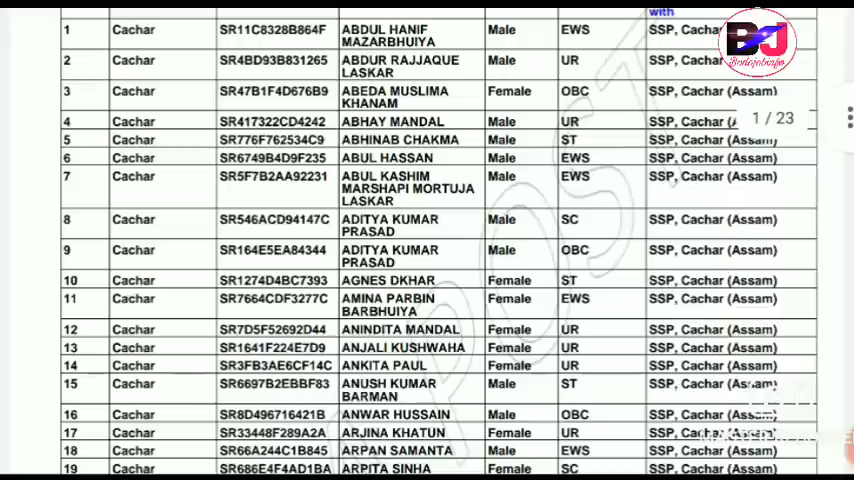 with
1 Cachar SR11C8328B864F ABDUL HANIF Male EWS SSP, Cachar
MAZARBHUIYA
2 Cachar SR4BD93B831265 ABDUR RAJJAQUE Male UR SSP, Cachar
LASKAR
3 Cachar SR47B1F4D676B9 ABEDA MUSLIMA Female OBC SSP, Cachar (Assam)
KHANAM
4 Cachar SR417322CD4242 ABHAY MANDAL Male UR SSP, Cachar
5 Cachar SR776F762534C9 ABHINAB CHAKMA Male ST SSP, Cachar (Assam)
6 Cachar SR6749B4D9F235 ABUL HASSAN Male EWS SSP, Cachar (Assam)
7 Cachar SR5F7B2AA92231 ABUL KASHIM Male EWS SSP, Cachar (Assam)
MARSHAPI MORTUJA
LASKAR
8 Cachar SR546ACD94147C ADITYA KUMAR Male SC SSP, Cachar (Assam)
PRASAD
9 Cachar SR164E5EA84344 ADITYA KUMAR Male OBC SSP, Cachar (Assam)
PRASAD
10 Cachar SR1274D4BC7393 AGNES DKHAR Female ST SSP, Cachar (Assam)
11 Cachar SR7664CDF3277C AMINA PARBIN Female EWS SSP, Cachar (Assam)
BARBHUIYA
12 Cachar SR7D5F52692D44 ANINDITA MANDAL Female UR SSP, Cachar (Assam)
13 Cachar SR1641F224E7D9 ANJALI KUSHWAHA Female UR SSP, Cachar (Assam)
14 Cachar SR3FB3AE6CF14C ANKITA PAUL Female UR SSP, Cachar (Assam)
15 Cachar SR6697B2EBBF83 ANUSH KUMAR Male ST SSP, Cachar (Assam)
BARMAN
16 Cachar SR8D496716421B ANWAR HUSSAIN Male OBC SSP, Cachar (Assam)
17 Cachar SR33448F289A2A ARJINA KHATUN Female UR SSP, Cachar (Assam)
18 Cachar SR66A244C1B845 ARPAN SAMANTA Male EWS SSP, Cachar (Assam)
19 Cachar SR686E4F4AD1BA ARPITA SINHA Female SC SSP, Cachar (Assam)
BJ
Bodojobinfo
1 / 23
POST